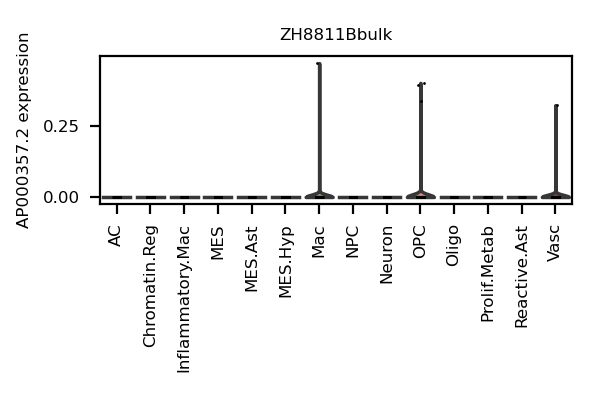 ZH8811Bbulk
AP000357.2 expression
0.25
0.00
AC
Chromatin.Reg
Inflammatory.Mac
MES
MES.Ast
MES.Hyp
Mac
NPC
Neuron
OPC
Oligo
Prolif.Metab
Reactive.Ast
Vasc